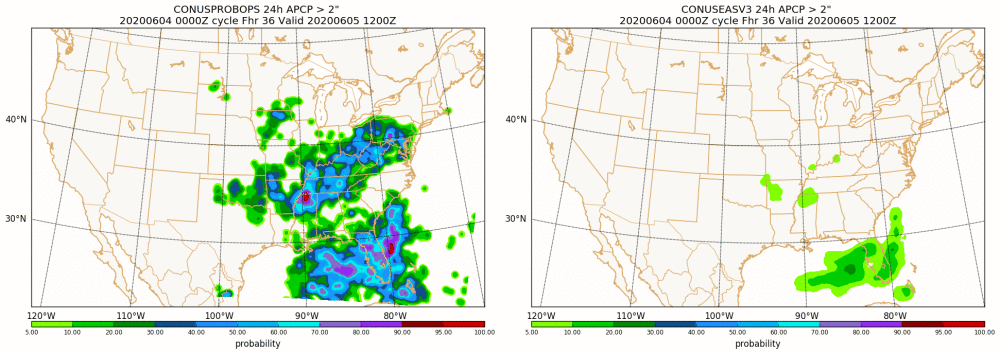 CONUSPROBOPS 24h APCP > 2"
20200604 0000Z cycle Fhr 36 Valid 20200605 1200Z
40°N
30°N
120°W 110°W 100°W 90°W 80°W
5.00 10.00 20.00 30.00 40.00 50.00 60.00 70.00 80.00 90.00 95.00 100.00
probability
CONUSEASV3 24h APCP > 2"
20200604 0000Z cycle Fhr 36 Valid 20200605 1200Z
40°N
30°N
120°W 110°W 100°W 90°W 80°W
5.00 10.00 20.00 30.00 40.00 50.00 60.00 70.00 80.00 90.00 95.00 100.00
probability